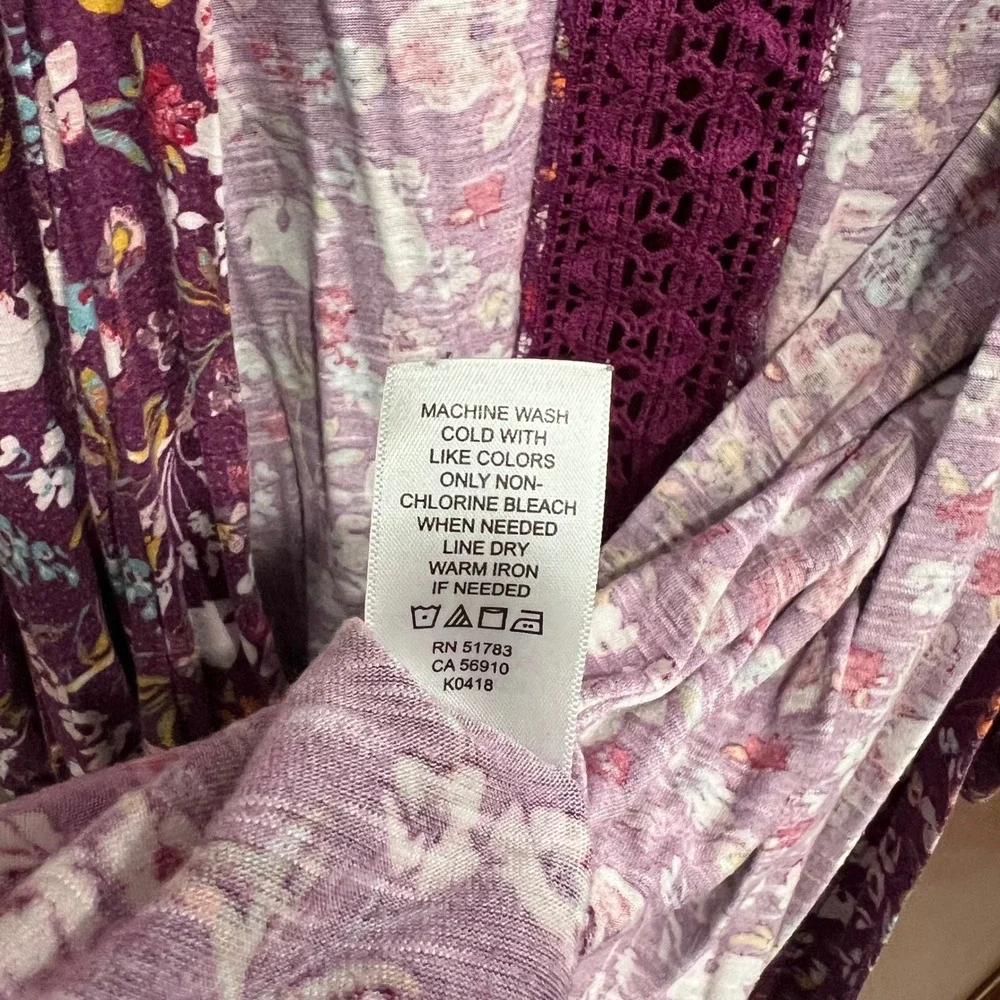 MACHINE WASH
COLD WITH
LIKE COLORS
ONLY NON-
CHLORINE BLEACH
WHEN NEEDED
LINE DRY
WARM IRON
IF NEEDED
RN 51783
CA 56910
K0418